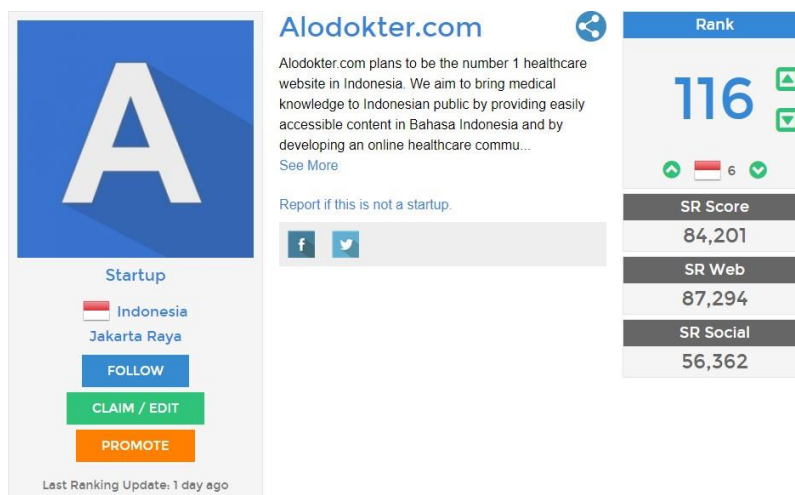 A
Startup
Indonesia
Jakarta Raya
FOLLOW
CLAIM / EDIT
PROMOTE
Last Ranking Update: 1 day ago
Alodokter.com
Alodokter.com plans to be the number 1 healthcare
website in Indonesia. We aim to bring medical
knowledge to Indonesian public by providing easily
accessible content in Bahasa Indonesia and by
developing an online healthcare commu...
See More
Report if this is not a startup.
f
Rank
116
6
SR Score
84,201
SR Web
87,294
SR Social
56,362